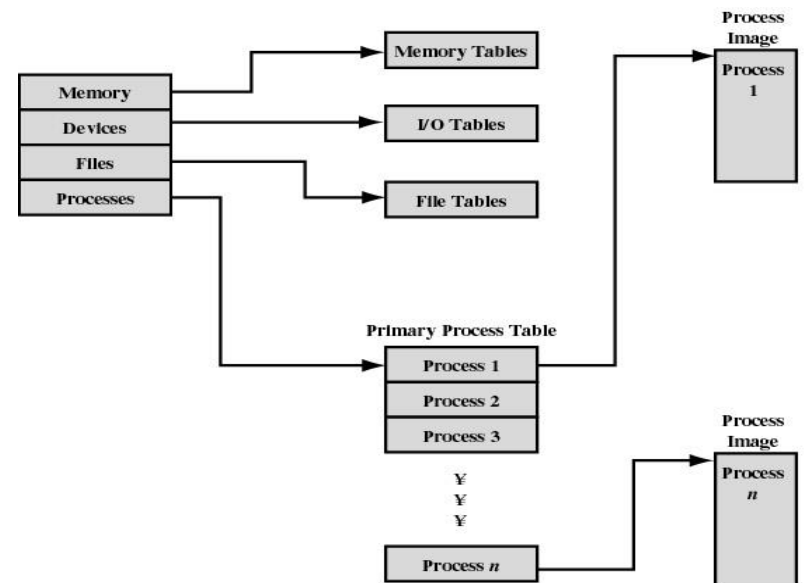 Memory
Devices
Files
Processes
Memory Tables
I/O Tables
File Tables
Primary Process Table
Process 1
Process 2
Process 3
¥
¥
¥
Process n
Process
Image
Process
1
Process
Image
Process
n